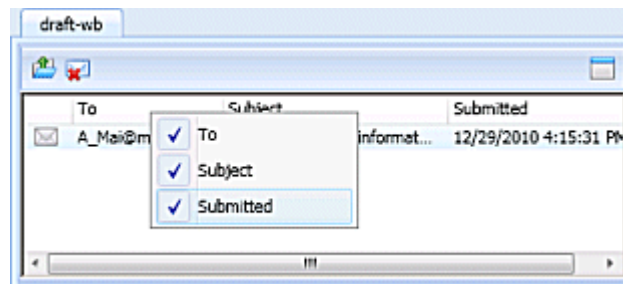 draft-wb
To Subject Submitted
A_Mai@m informat... 12/29/2010 4:15:31 PM
To
Subject
Submitted